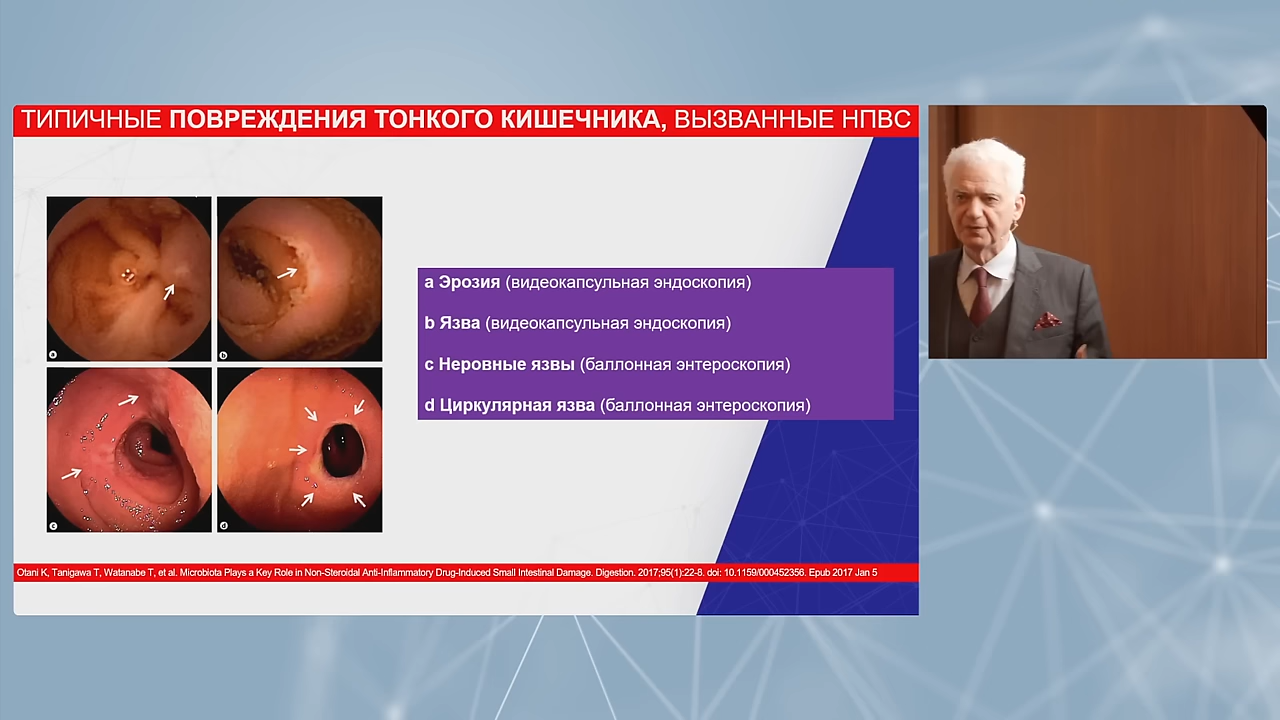 ТИПИЧНЫЕ ПОВРЕЖДЕНИЯ ТОНКОГО КИШЕЧНИКА, ВЫЗВАННЫЕ НПВС
a
b
c
d
a Эрозия (видеокапсульная эндоскопия)
b Язва (видеокапсульная эндоскопия)
c Неровные язвы (баллонная энтероскопия)
d Циркулярная язва (баллонная энтероскопия)
Otani K, Tanigawa T, Watanabe T, et al. Microbiota Plays a Key Role in Non-Steroidal Anti-Inflammatory Drug-Induced Small Intestinal Damage. Digestion. 2017;95(1):22-8. doi: 10.1159/000452356. Epub 2017 Jan 5